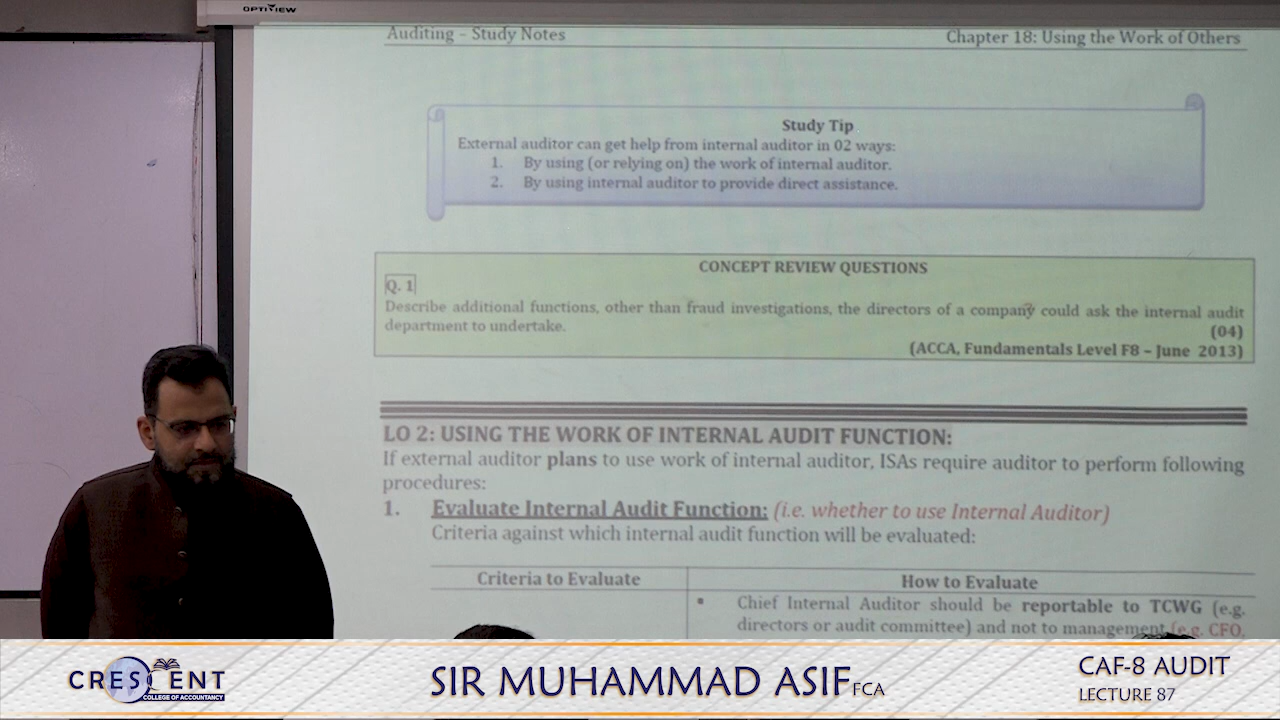 OPTIVIEW
Auditing – Study Notes
Chapter 18: Using the Work of Others
Study Tip
External auditor can get help from internal auditor in 02 ways:
1. By using (or relying on) the work of internal auditor.
2. By using internal auditor to provide direct assistance.
CONCEPT REVIEW QUESTIONS
Q. 1
Describe additional functions, other than fraud investigations, the directors of a company could ask the internal audit
department to undertake. (04)
(ACCA, Fundamentals Level F8 – June 2013)
LO 2: USING THE WORK OF INTERNAL AUDIT FUNCTION:
If external auditor plans to use work of internal auditor, ISAs require auditor to perform following
procedures:
1. Evaluate Internal Audit Function: (i.e. whether to use Internal Auditor)
Criteria against which internal audit function will be evaluated:
Criteria to Evaluate
How to Evaluate
▪ Chief Internal Auditor should be reportable to TCWG (e.g.
directors or audit committee) and not to management (e.g. CFO,
CRESCENT
COLLEGE OF ACCOUNTANCY
SIR MUHAMMAD ASIF FCA
CAF-8 AUDIT
LECTURE 87